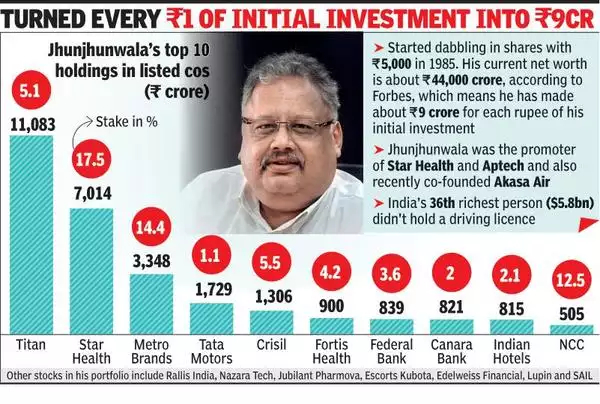 TURNED EVERY ₹1 OF INITIAL INVESTMENT INTO ₹9CR
Jhunjhunwala's top 10
holdings in listed cos
(₹ crore)
➤ Started dabbling in shares with
₹5,000 in 1985. His current net worth
is about ₹44,000 crore, according to
Forbes, which means he has made
about ₹9 crore for each rupee of his
initial investment
➤ Jhunjhunwala was the promoter
of Star Health and Aptech and also
recently co-founded Akasa Air
➤ India's 36th richest person ($5.8bn)
didn't hold a driving licence
Stake in %
5.1
11,083
Titan
17.5
7,014
Star
Health
14.4
3,348
Metro
Brands
1.1
1,729
Tata
Motors
5.5
1,306
Crisil
4.2
900
Fortis
Health
3.6
839
Federal
Bank
2
821
Canara
Bank
2.1
815
Indian
Hotels
12.5
505
NCC
Other stocks in his portfolio include Rallis India, Nazara Tech, Jubilant Pharmova, Escorts Kubota, Edelweiss Financial, Lupin and SAIL